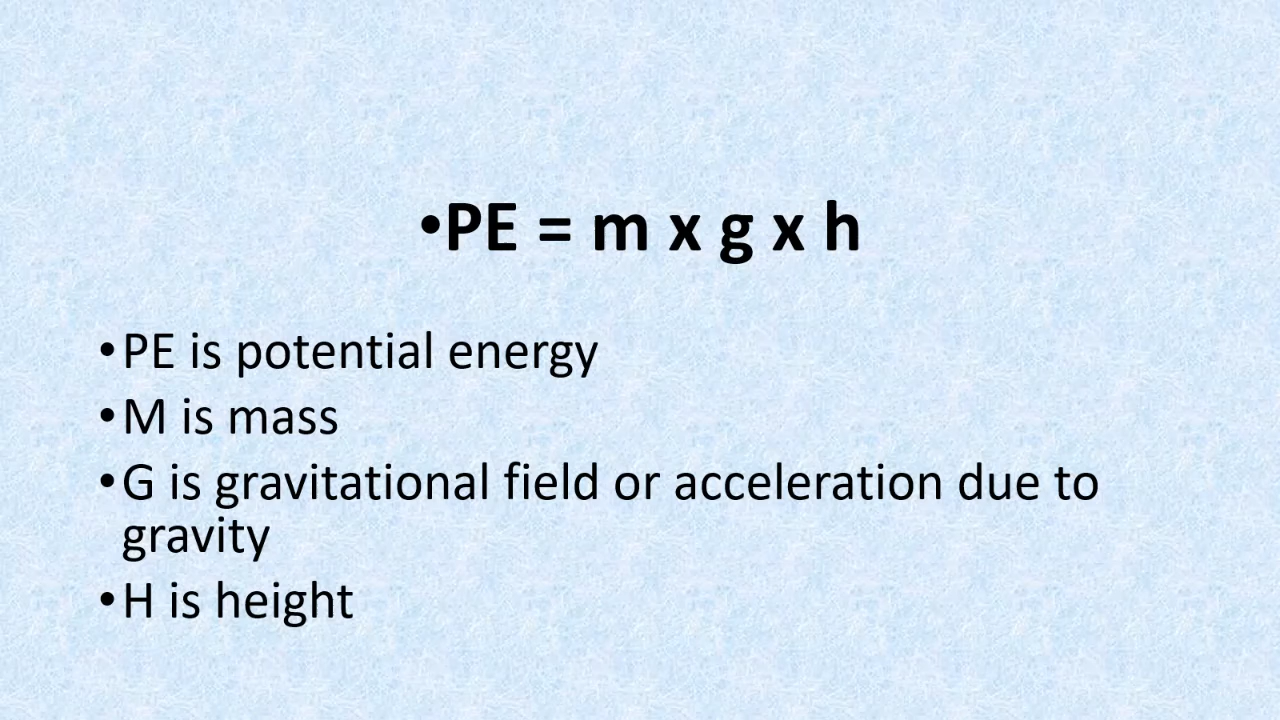 •PE = m x g x h
•PE is potential energy
•M is mass
•G is gravitational field or acceleration due to
gravity
•H is height